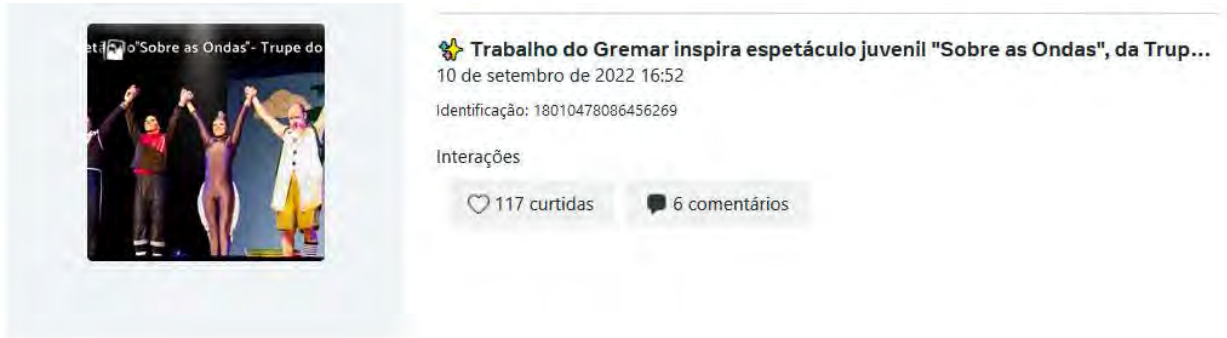 "Sobre as Ondas"- Trupe do
✨ Trabalho do Gremar inspira espetáculo juvenil "Sobre as Ondas", da Trup...
10 de setembro de 2022 16:52
Identificação: 18010478086456269
Interações
117 curtidas
6 comentários